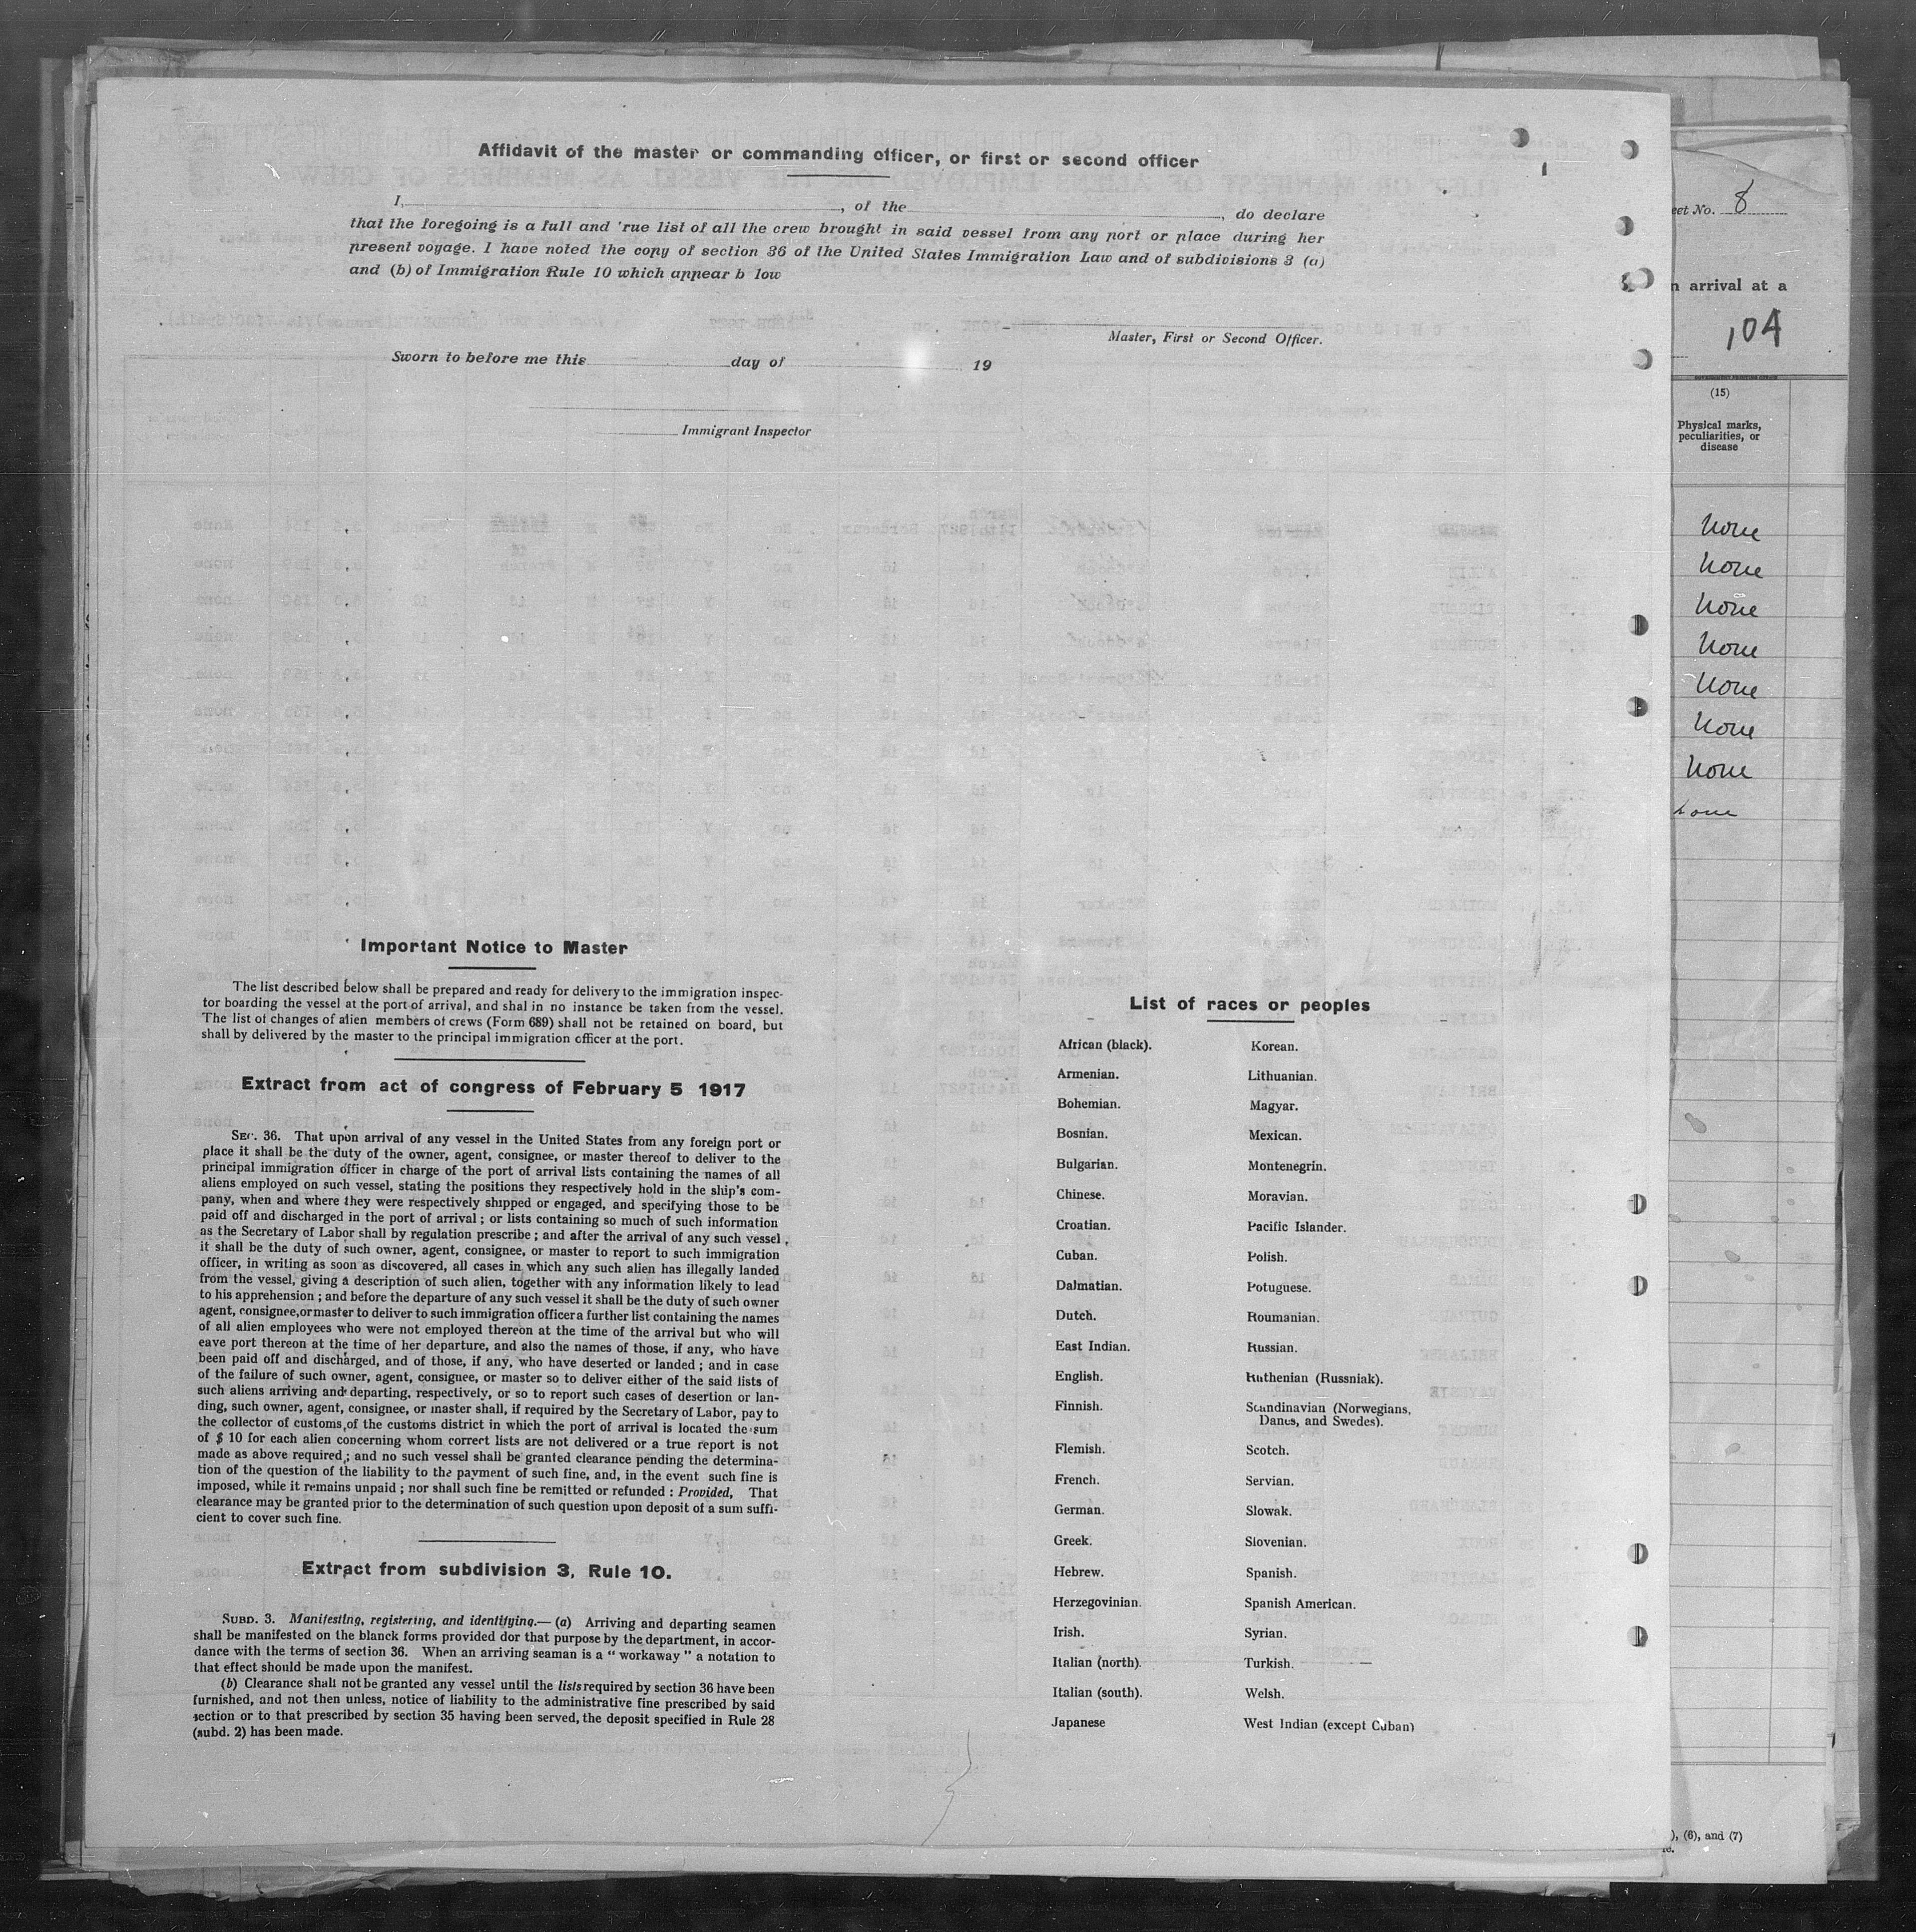 Affidavit of the master or commanding officer, or first or second officer
I, , of the , do declare
that the foregoing is a full and 'rue list of all the crew brought in said vessel from any port or place during her
present voyage. I have noted the copy of section 36 of the United States Immigration Law and of subdivisions 3 (a)
and (b) of Immigration Rule 10 which appear b low
Master, First or Second Officer.
Sworn to before me this day of 19
Immigrant Inspector
Important Notice to Master
The list described below shall be prepared and ready for delivery to the immigration inspec-
tor boarding the vessel at the port of arrival, and shal in no instance be taken from the vessel.
The list of changes of alien members of crews (Form 689) shall not be retained on board, but
shall by delivered by the master to the principal immigration officer at the port.
Extract from act of congress of February 5 1917
SEC. 36. That upon arrival of any vessel in the United States from any foreign port or
place it shall be the duty of the owner, agent, consignee, or master thereof to deliver to the
principal immigration officer in charge of the port of arrival lists containing the names of all
aliens employed on such vessel, stating the positions they respectively hold in the ship's com-
pany, when and where they were respectively shipped or engaged, and specifying those to be
paid off and discharged in the port of arrival ; or lists containing so much of such information
as the Secretary of Labor shall by regulation prescribe ; and after the arrival of any such vessel,
it shall be the duty of such owner, agent, consignee, or master to report to such immigration
officer, in writing as soon as discovered, all cases in which any such alien has illegally landed
from the vessel, giving a description of such alien, together with any information likely to lead
to his apprehension ; and before the departure of any such vessel it shall be the duty of such owner
agent, consignee, or master to deliver to such immigration officer a further list containing the names
of all alien employees who were not employed thereon at the time of the arrival but who will
eave port thereon at the time of her departure, and also the names of those, if any, who have
been paid off and discharged, and of those, if any, who have deserted or landed ; and in case
of the failure of such owner, agent, consignee, or master so to deliver either of the said lists of
such aliens arriving and departing, respectively, or so to report such cases of desertion or lan-
ding, such owner, agent, consignee, or master shall, if required by the Secretary of Labor, pay to
the collector of customs, of the customs district in which the port of arrival is located the sum
of $ 10 for each alien concerning whom correct lists are not delivered or a true report is not
made as above required ; and no such vessel shall be granted clearance pending the determina-
tion of the question of the liability to the payment of such fine, and, in the event such fine is
imposed, while it remains unpaid ; nor shall such fine be remitted or refunded : Provided, That
clearance may be granted prior to the determination of such question upon deposit of a sum suffi-
cient to cover such fine.
Extract from subdivision 3, Rule 10.
SUBD. 3. Manifesting, registering, and identifying.— (a) Arriving and departing seamen
shall be manifested on the blanck forms provided dor that purpose by the department, in accor-
dance with the terms of section 36. When an arriving seaman is a " workaway " a notation to
that effect should be made upon the manifest.
(b) Clearance shall not be granted any vessel until the lists required by section 36 have been
furnished, and not then unless, notice of liability to the administrative fine prescribed by said
section or to that prescribed by section 35 having been served, the deposit specified in Rule 28
(subd. 2) has been made.
List of races or peoples
African (black). Korean.
Armenian. Lithuanian.
Bohemian. Magyar.
Bosnian. Mexican.
Bulgarian. Montenegrin.
Chinese. Moravian.
Croatian. Pacific Islander.
Cuban. Polish.
Dalmatian. Potuguese.
Dutch. Roumanian.
East Indian. Russian.
English. Ruthenian (Russniak).
Finnish. Scandinavian (Norwegians,
Danes, and Swedes).
Flemish. Scotch.
French. Servian.
German. Slowak.
Greek. Slovenian.
Hebrew. Spanish.
Herzegovinian. Spanish American.
Irish. Syrian.
Italian (north). Turkish.
Italian (south). Welsh.
Japanese West Indian (except Cuban)
eet No. 8
n arrival at a
104
(15)
Physical marks,
peculiarities, or
disease
None
None
None
None
None
None
None
None
), (6), and (7)